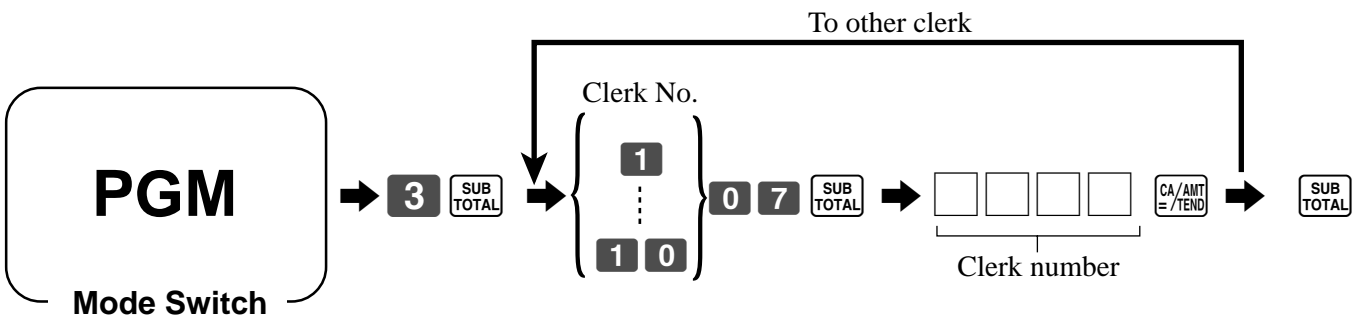 To other clerk
Clerk No.
1
PGM 3 SUB TOTAL 0 7 SUB TOTAL CA/AMT = /TEND SUB TOTAL
1 0
Clerk number
Mode Switch